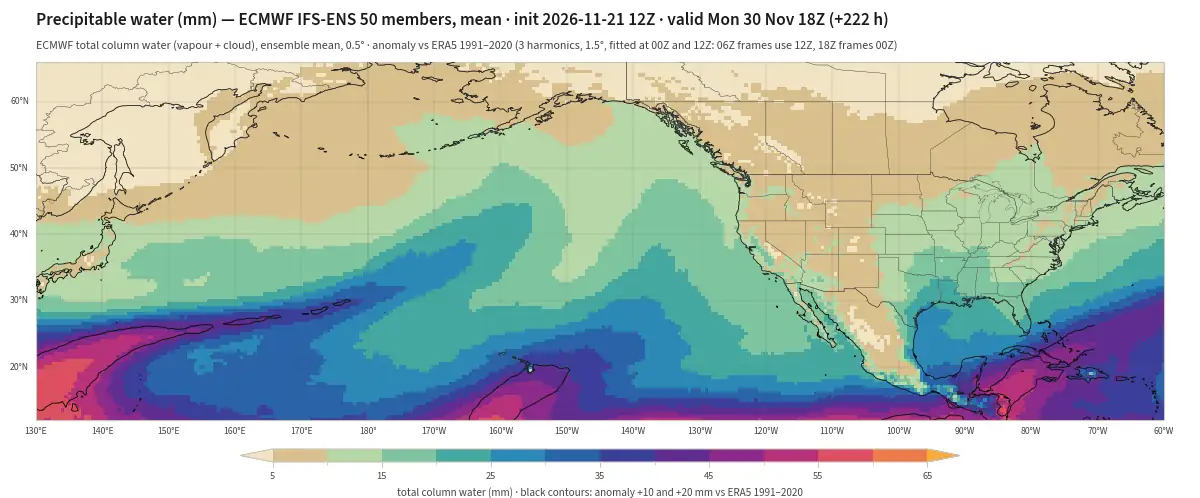 Precipitable water (mm) — ECMWF IFS-ENS 50 members, mean · init 2026-11-21 12Z · valid Mon 30 Nov 18Z (+222 h)
ECMWF total column water (vapour + cloud), ensemble mean, 0.5° · anomaly vs ERA5 1991–2020 (3 harmonics, 1.5°, fitted at 00Z and 12Z: 06Z frames use 12Z, 18Z frames 00Z)
60°N
50°N
40°N
30°N
20°N
130°E 140°E 150°E 160°E 170°E 180° 170°W 160°W 150°W 140°W 130°W 120°W 110°W 100°W 90°W 80°W 70°W 60°W
5 15 25 35 45 55 65
total column water (mm) · black contours: anomaly +10 and +20 mm vs ERA5 1991–2020